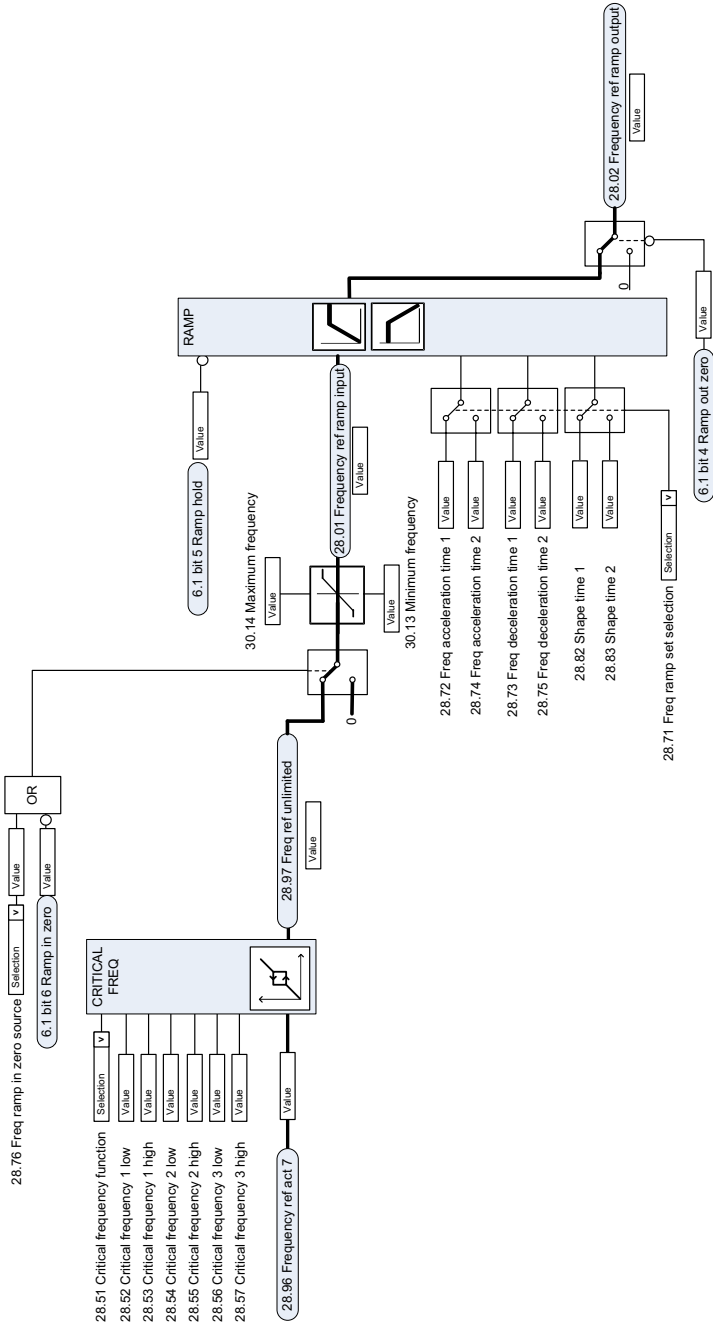 28.76 Freq ramp in zero source Selection v Value
6.1 bit 6 Ramp in zero Value
OR
CRITICAL
FREQ
28.51 Critical frequency function Selection v
28.52 Critical frequency 1 low Value
28.53 Critical frequency 1 high Value
28.54 Critical frequency 2 low Value
28.55 Critical frequency 2 high Value
28.56 Critical frequency 3 low Value
28.57 Critical frequency 3 high Value
28.96 Frequency ref act 7 Value
28.97 Freq ref unlimited
Value
0
30.14 Maximum frequency
Value
30.13 Minimum frequency
Value
28.01 Frequency ref ramp input
Value
6.1 bit 5 Ramp hold Value
RAMP
28.72 Freq acceleration time 1 Value
28.74 Freq acceleration time 2 Value
28.73 Freq deceleration time 1 Value
28.75 Freq deceleration time 2 Value
28.82 Shape time 1 Value
28.83 Shape time 2 Value
28.71 Freq ramp set selection Selection v
0
6.1 bit 4 Ramp out zero Value
28.02 Frequency ref ramp output
Value